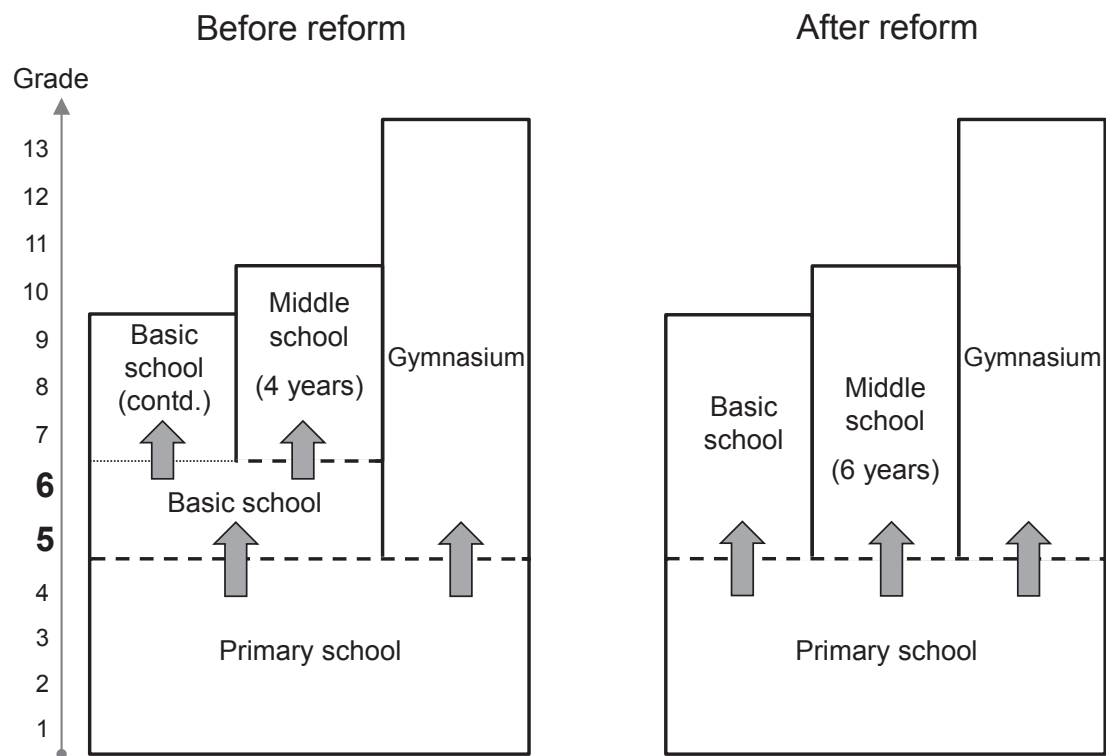 Before reform
After reform
Grade
13
12
11
10
9
8
7
6
5
4
3
2
1
Basic
school
(contd.)
Middle
school
(4 years)
Gymnasium
Basic school
Primary school
Basic
school
Middle
school
(6 years)
Gymnasium
Primary school